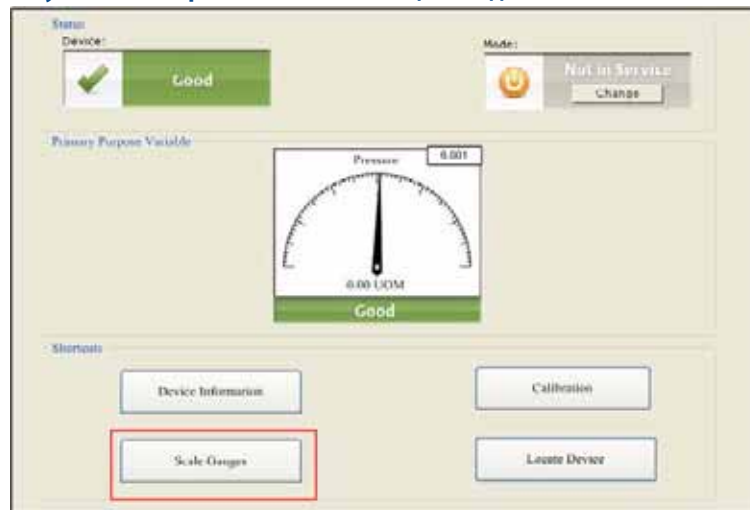 Status
Device:
Mode:
Good
Not in Service
Change
Primary Purpose Variable
Pressure
0.001
0.00 UOM
Good
Shortcuts
Device Information
Calibration
Scale Gauges
Locate Device